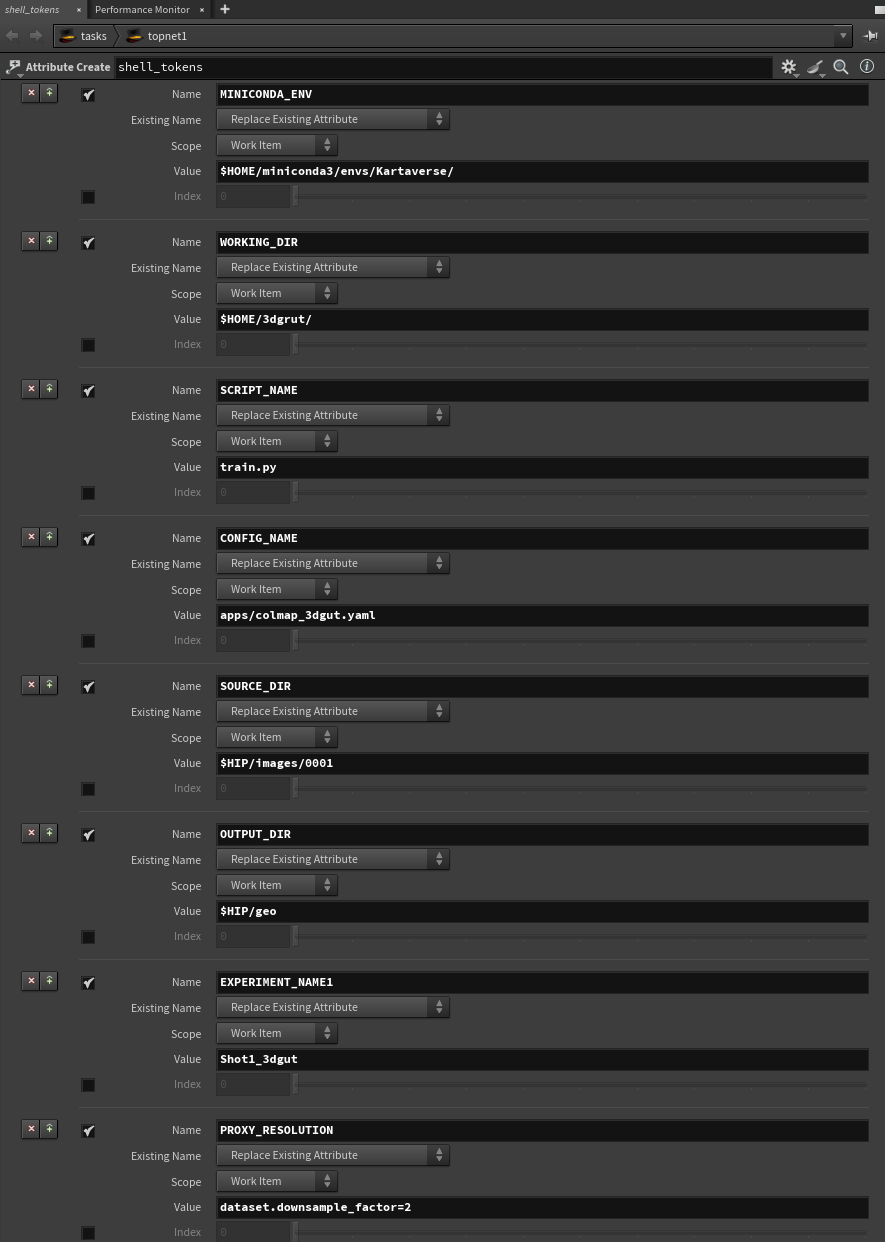 shell_tokens × Performance Monitor × +
tasks topnet1
Attribute Create shell_tokens
Name MINICONDA_ENV
Existing Name Replace Existing Attribute
Scope Work Item
Value $HOME/miniconda3/envs/Kartaverse/
Index 0
Name WORKING_DIR
Existing Name Replace Existing Attribute
Scope Work Item
Value $HOME/3dgrut/
Index 0
Name SCRIPT_NAME
Existing Name Replace Existing Attribute
Scope Work Item
Value train.py
Index 0
Name CONFIG_NAME
Existing Name Replace Existing Attribute
Scope Work Item
Value apps/colmap_3dgut.yaml
Index 0
Name SOURCE_DIR
Existing Name Replace Existing Attribute
Scope Work Item
Value $HIP/images/0001
Index 0
Name OUTPUT_DIR
Existing Name Replace Existing Attribute
Scope Work Item
Value $HIP/geo
Index 0
Name EXPERIMENT_NAME1
Existing Name Replace Existing Attribute
Scope Work Item
Value Shot1_3dgut
Index 0
Name PROXY_RESOLUTION
Existing Name Replace Existing Attribute
Scope Work Item
Value dataset.downsample_factor=2
Index 0